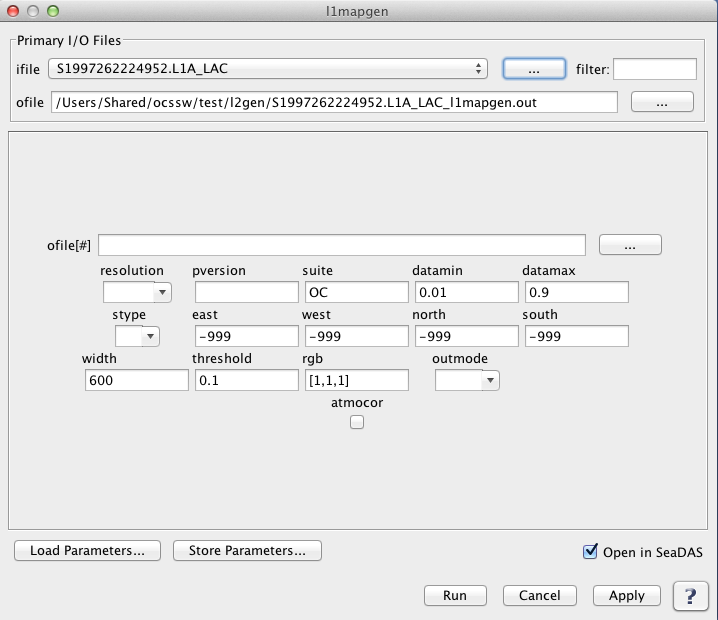 l1mapgen
Primary I/O Files
ifile S1997262224952.L1A_LAC ... filter:
ofile /Users/Shared/ocssw/test/l2gen/S1997262224952.L1A_LAC_l1mapgen.out ...
ofile[#] ...
resolution pversion suite datamin datamax
OC 0.01 0.9
stype east west north south
-999 -999 -999 -999
width threshold rgb outmode
600 0.1 [1,1,1]
atmocor
Load Parameters... Store Parameters... Open in SeaDAS
Run Cancel Apply ?